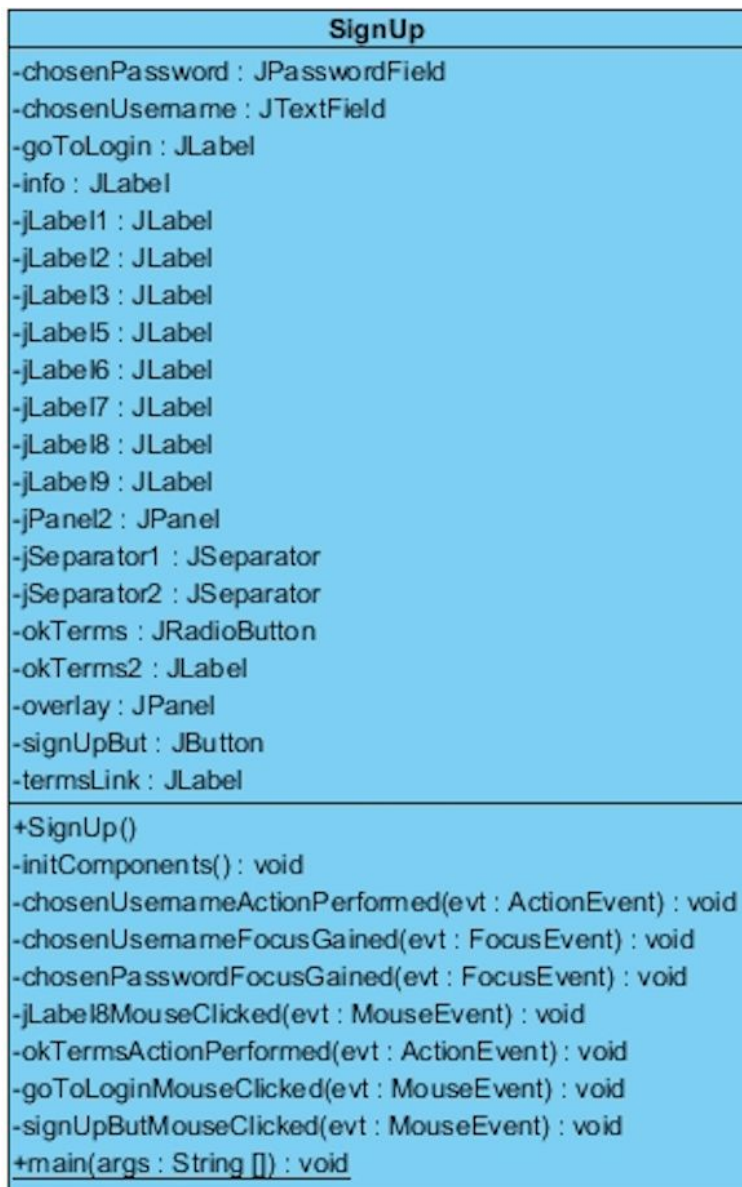 SignUp
-chosenPassword : JPasswordField
-chosenUsername : JTextField
-goToLogin : JLabel
-info : JLabel
-jLabel1 : JLabel
-jLabel2 : JLabel
-jLabel3 : JLabel
-jLabel5 : JLabel
-jLabel6 : JLabel
-jLabel7 : JLabel
-jLabel8 : JLabel
-jLabel9 : JLabel
-jPanel2 : JPanel
-jSeparator1 : JSeparator
-jSeparator2 : JSeparator
-okTerms : JRadioButton
-okTerms2 : JLabel
-overlay : JPanel
-signUpBut : JButton
-termsLink : JLabel
+SignUp()
-initComponents() : void
-chosenUsernameActionPerformed(evt : ActionEvent) : void
-chosenUsernameFocusGained(evt : FocusEvent) : void
-chosenPasswordFocusGained(evt : FocusEvent) : void
-jLabel8MouseClicked(evt : MouseEvent) : void
-okTermsActionPerformed(evt : ActionEvent) : void
-goToLoginMouseClicked(evt : MouseEvent) : void
-signUpButMouseClicked(evt : MouseEvent) : void
+main(args : String []) : void